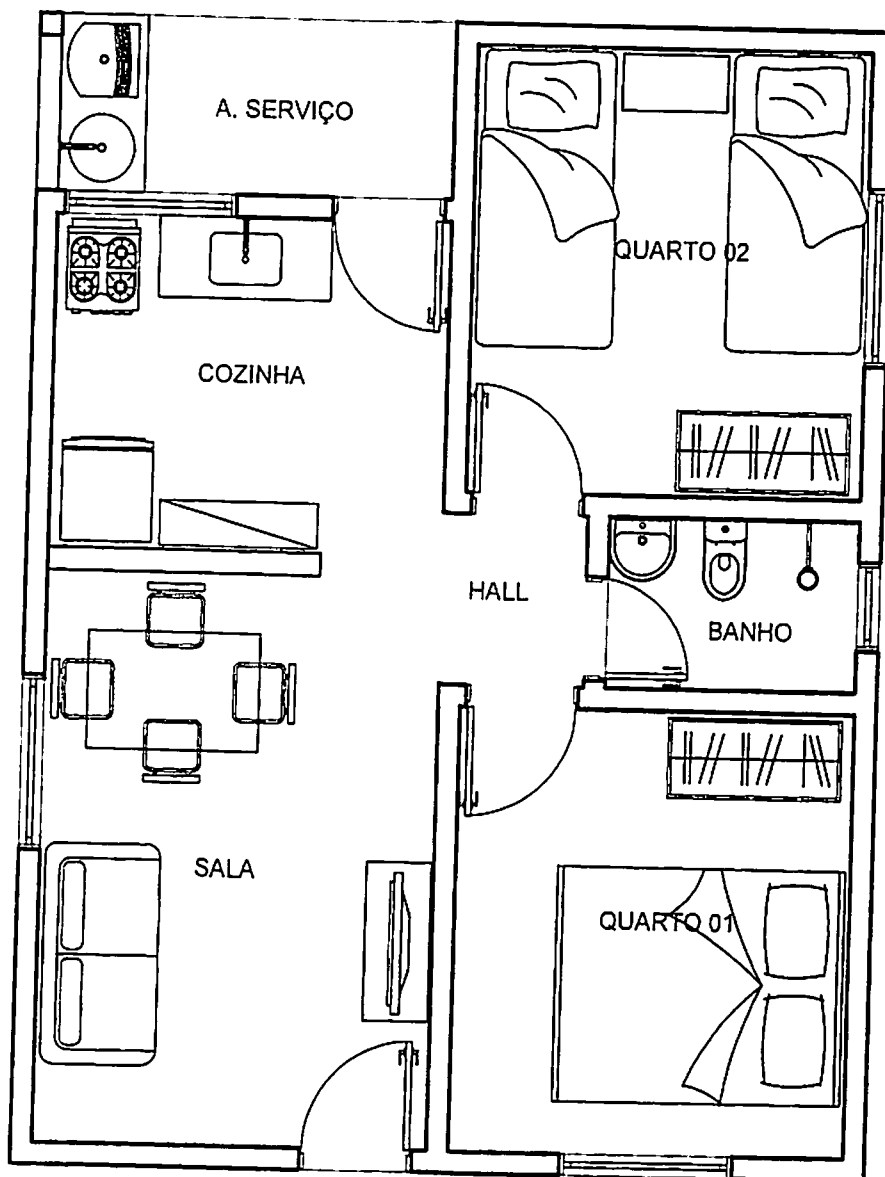 A. SERVIÇO
QUARTO 02
COZINHA
HALL
BANHO
SALA
QUARTO 01